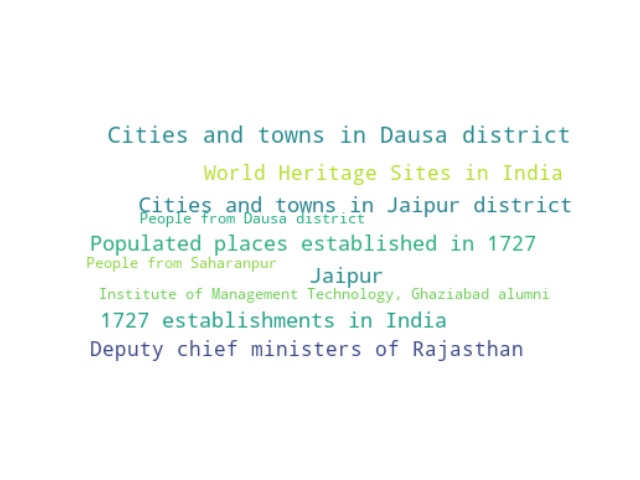 Cities and towns in Dausa district
World Heritage Sites in India
Cities and towns in Jaipur district
People from Dausa district
Populated places established in 1727
People from Saharanpur
Jaipur
Institute of Management Technology, Ghaziabad alumni
1727 establishments in India
Deputy chief ministers of Rajasthan